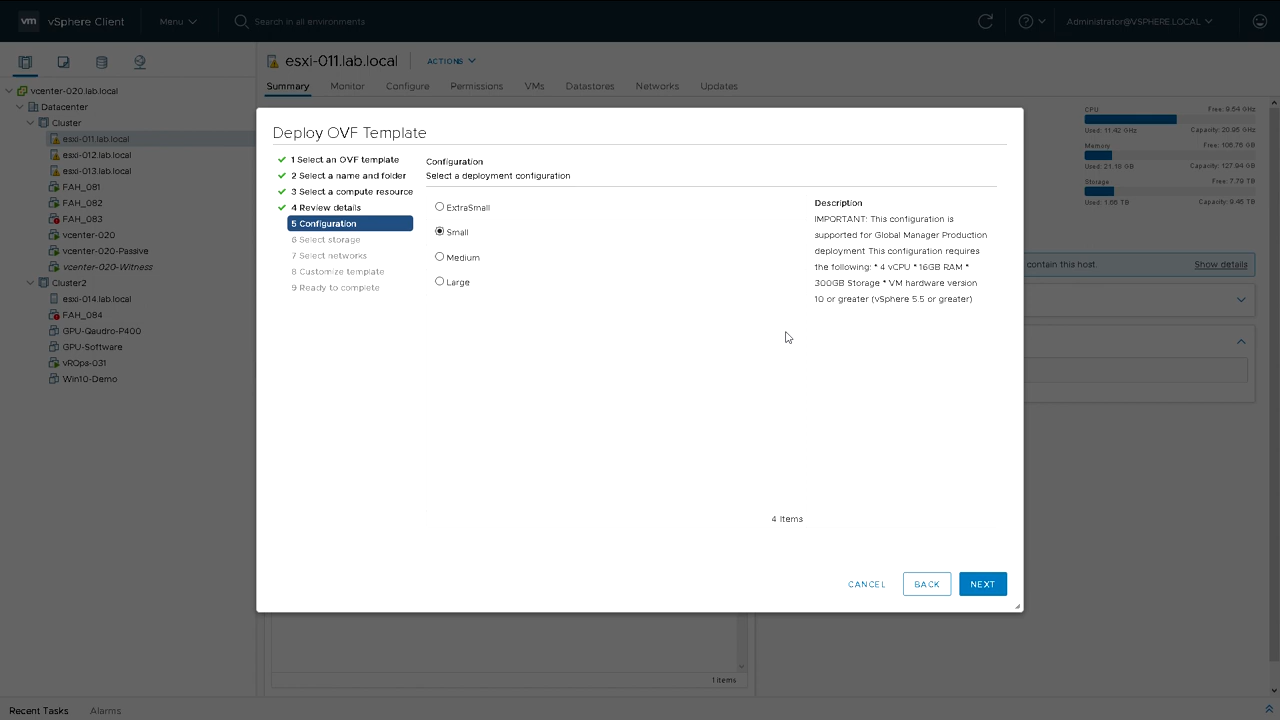 vm vSphere Client Menu Search in all environments Administrator@VSPHERE.LOCAL
esxi-011.lab.local ACTIONS
Summary Monitor Configure Permissions VMs Datastores Networks Updates
vcenter-020.lab.local
Datacenter
Cluster
esxi-011.lab.local
esxi-012.lab.local
esxi-013.lab.local
FAH_081
FAH_082
FAH_083
vcenter-020
vcenter-020-Passive
vcenter-020-Witness
Cluster2
esxi-014.lab.local
FAH_084
GPU-Qaudro-P400
GPU-Software
vROps-031
Win10-Demo
CPU Free: 9.54 GHz
Used: 11.42 GHz Capacity: 20.95 GHz
Memory Free: 106.76 GB
Used: 21.18 GB Capacity: 127.94 GB
Storage Free: 7.79 TB
Used: 1.66 TB Capacity: 9.45 TB
contain this host. Show details
Deploy OVF Template
1 Select an OVF template
2 Select a name and folder
3 Select a compute resource
4 Review details
5 Configuration
6 Select storage
7 Select networks
8 Customize template
9 Ready to complete
Configuration
Select a deployment configuration
ExtraSmall
Small
Medium
Large
Description
IMPORTANT: This configuration is
supported for Global Manager Production
deployment This configuration requires
the following: * 4 vCPU * 16GB RAM *
300GB Storage * VM hardware version
10 or greater (vSphere 5.5 or greater)
4 items
CANCEL BACK NEXT
1 items
Recent Tasks Alarms